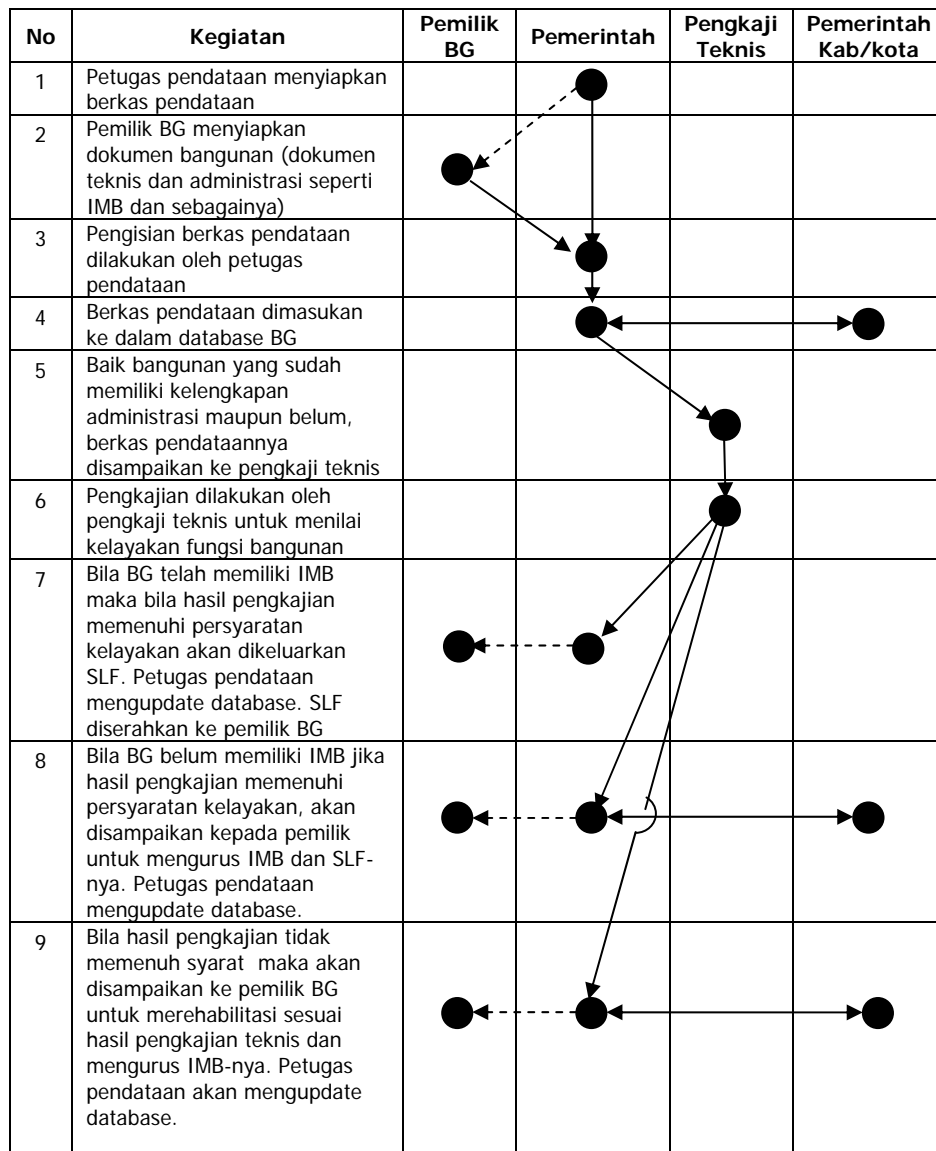 No
Kegiatan
Pemilik
BG
Pemerintah
Pengkaji
Teknis
Pemerintah
Kab/kota
1
Petugas pendataan menyiapkan
berkas pendataan
2
Pemilik BG menyiapkan
dokumen bangunan (dokumen
teknis dan administrasi seperti
IMB dan sebagainya)
3
Pengisian berkas pendataan
dilakukan oleh petugas
pendataan
4
Berkas pendataan dimasukan
ke dalam database BG
5
Baik bangunan yang sudah
memiliki kelengkapan
administrasi maupun belum,
berkas pendataannya
disampaikan ke pengkaji teknis
6
Pengkajian dilakukan oleh
pengkaji teknis untuk menilai
kelayakan fungsi bangunan
7
Bila BG telah memiliki IMB
maka bila hasil pengkajian
memenuhi persyaratan
kelayakan akan dikeluarkan
SLF. Petugas pendataan
mengupdate database. SLF
diserahkan ke pemilik BG
8
Bila BG belum memiliki IMB jika
hasil pengkajian memenuhi
persyaratan kelayakan, akan
disampaikan kepada pemilik
untuk mengurus IMB dan SLF-
nya. Petugas pendataan
mengupdate database.
9
Bila hasil pengkajian tidak
memenuh syarat  maka akan
disampaikan ke pemilik BG
untuk merehabilitasi sesuai
hasil pengkajian teknis dan
mengurus IMB-nya. Petugas
pendataan akan mengupdate
database.